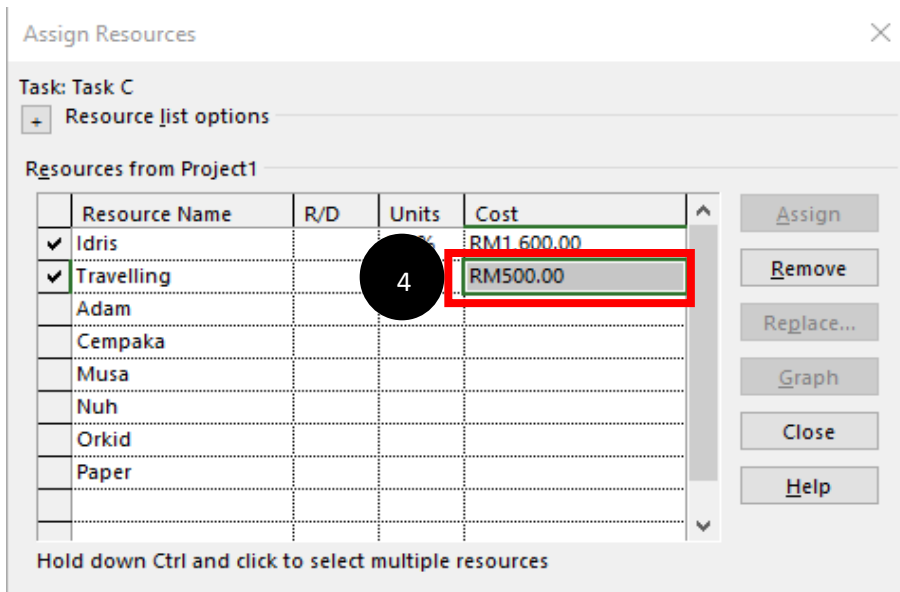 Assign Resources
Task: Task C
+ Resource list options
Resources from Project1
Resource Name R/D Units Cost Assign
Idris % RM1,600.00
Travelling 4 RM500.00 Remove
Adam
Cempaka Replace...
Musa Graph
Nuh
Orkid Close
Paper
Help
Hold down Ctrl and click to select multiple resources